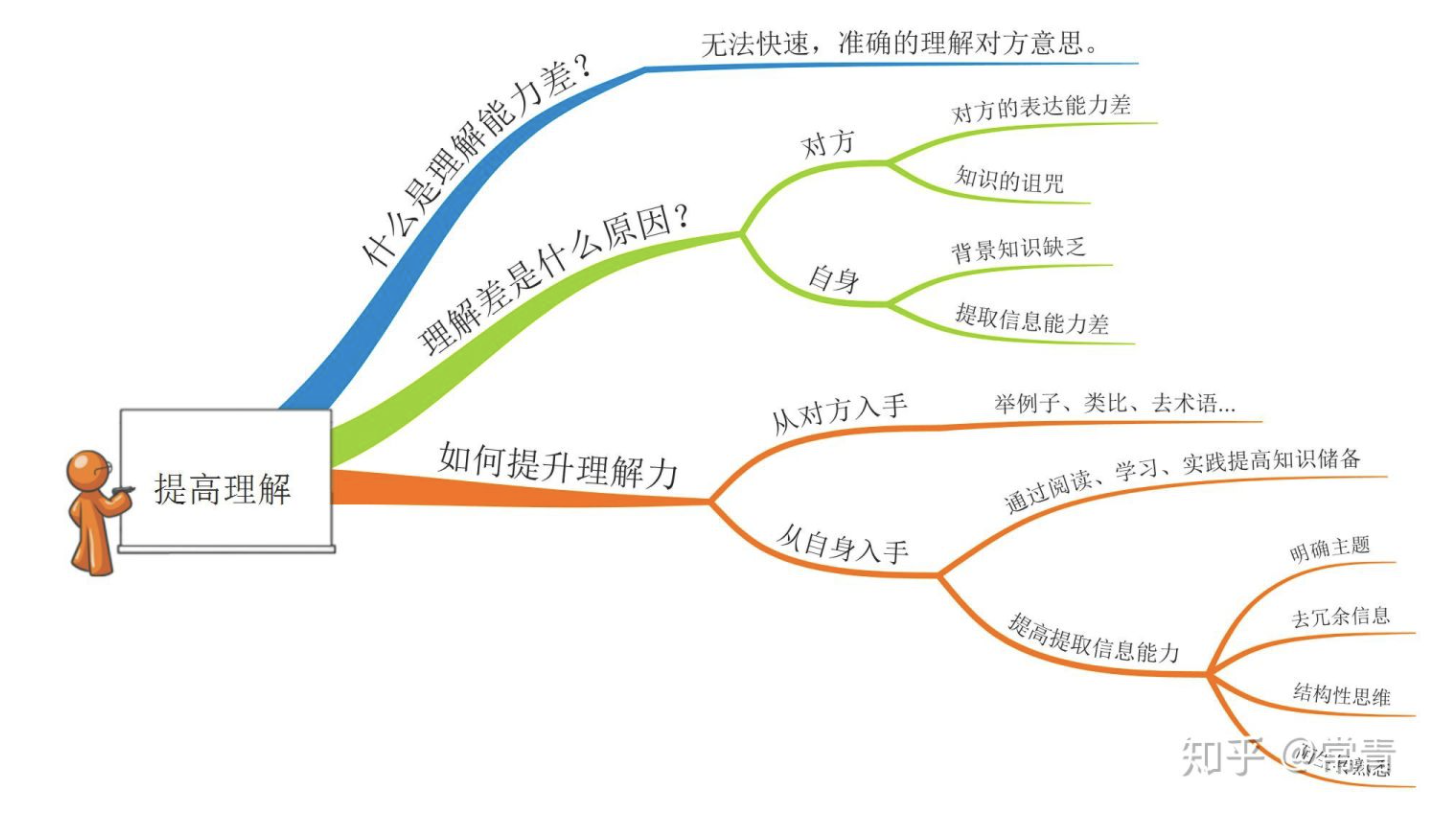 什么是理解能力差？
无法快速，准确的理解对方意思。
理解差是什么原因？
对方
对方的表达能力差
知识的诅咒
自身
背景知识缺乏
提取信息能力差
提高理解
如何提升理解力
从对方入手
举例子、类比、去术语...
从自身入手
通过阅读、学习、实践提高知识储备
提高提取信息能力
明确主题
去冗余信息
结构性思维
知乎 @常青